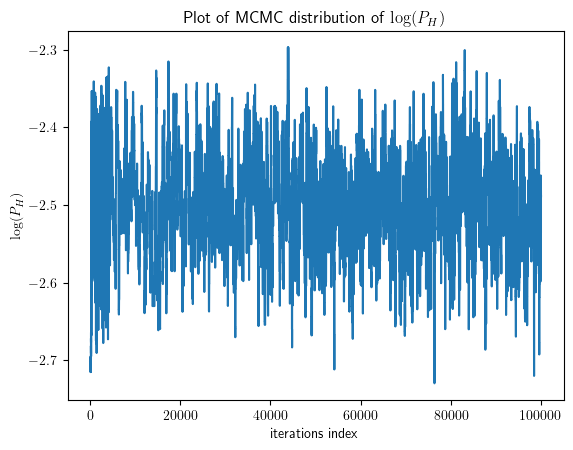 Plot of MCMC distribution of log(P_H)
−2.3
−2.4
−2.5
−2.6
−2.7
log(P_H)
0 20000 40000 60000 80000 100000
iterations index